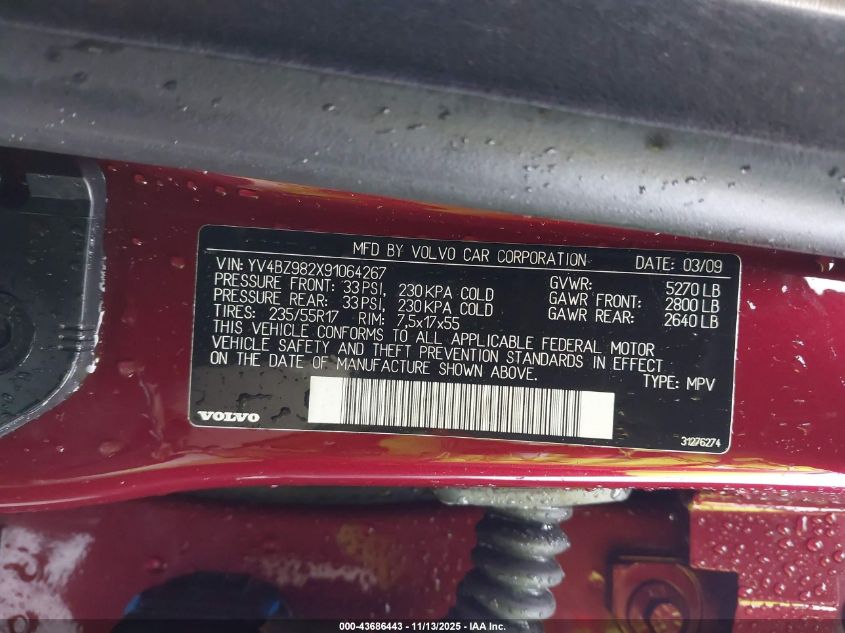 MFD BY VOLVO CAR CORPORATION DATE: 03/09
VIN: YV4BZ982X91064267 GVWR: 5270 LB
PRESSURE FRONT: 33 PSI, 230 KPA COLD GAWR FRONT: 2800 LB
PRESSURE REAR: 33 PSI, 230 KPA COLD GAWR REAR: 2640 LB
TIRES: 235/55R17 RIM: 7,5x17x55
THIS VEHICLE CONFORMS TO ALL APPLICABLE FEDERAL MOTOR
VEHICLE SAFETY AND THEFT PREVENTION STANDARDS IN EFFECT
ON THE DATE OF MANUFACTURE SHOWN ABOVE.
TYPE: MPV
VOLVO
31276274
000-43686443 - 11/13/2025 - IAA Inc.